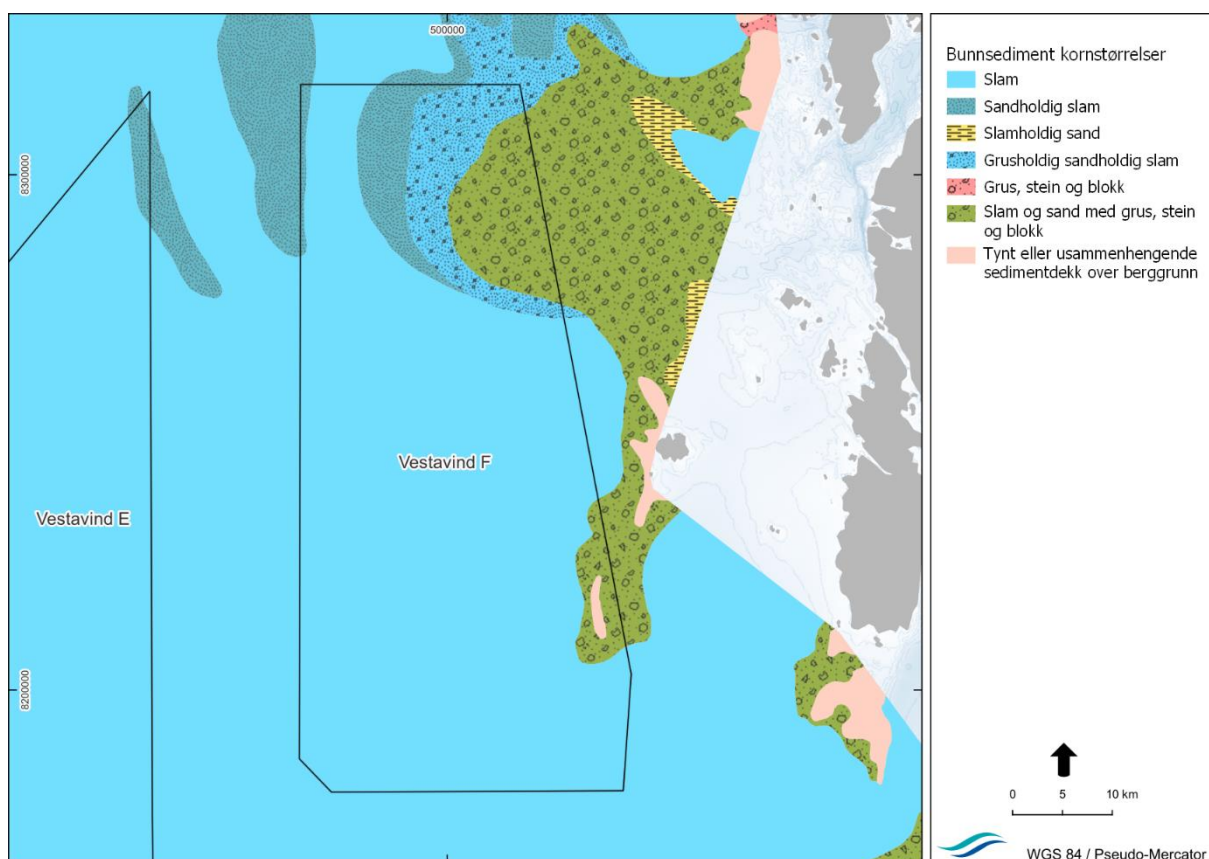 500000
8300000
8200000
Vestavind F
Vestavind E
Bunnsediment kornstørrelser
Slam
Sandholdig slam
Slamholdig sand
Grusholdig sandholdig slam
Grus, stein og blokk
Slam og sand med grus, stein
og blokk
Tynt eller usammenhengende
sedimentdekk over berggrunn
0 5 10 km
WGS 84 / Pseudo-Mercator